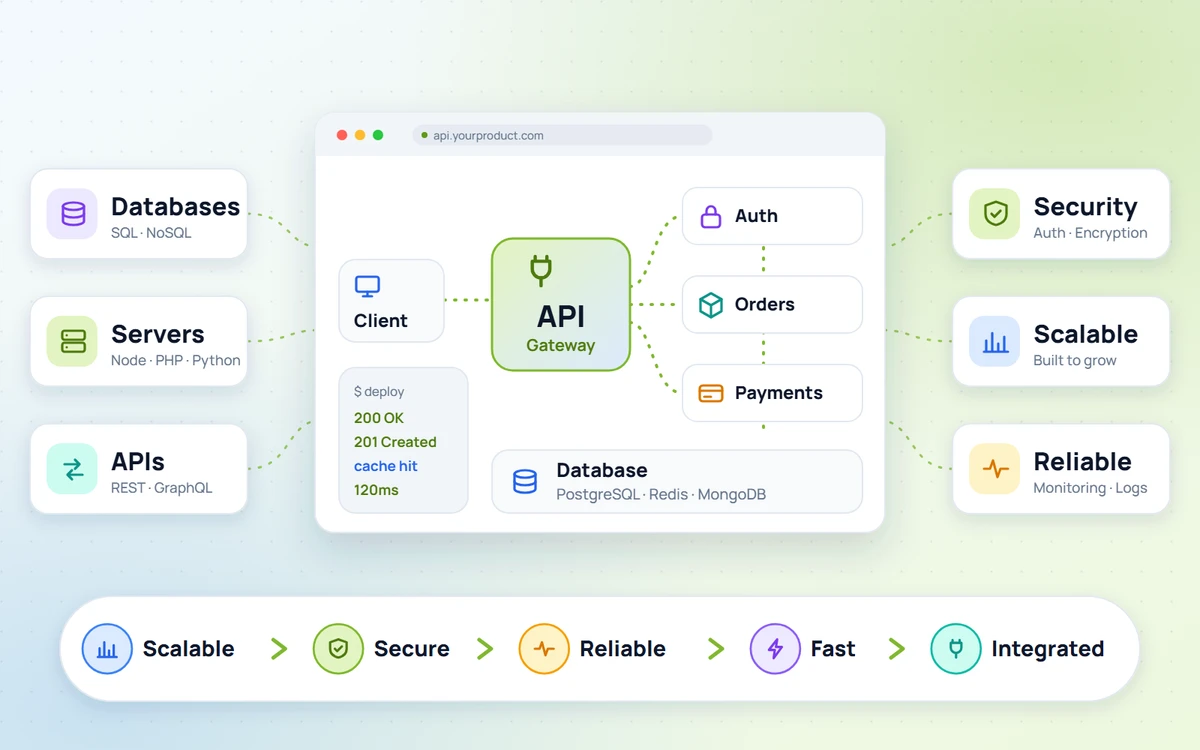 api.yourproduct.com
Databases
SQL · NoSQL
Servers
Node · PHP · Python
APIs
REST · GraphQL
Client
$ deploy
200 OK
201 Created
cache hit
120ms
API
Gateway
Auth
Orders
Payments
Database
PostgreSQL · Redis · MongoDB
Security
Auth · Encryption
Scalable
Built to grow
Reliable
Monitoring · Logs
Scalable
Secure
Reliable
Fast
Integrated